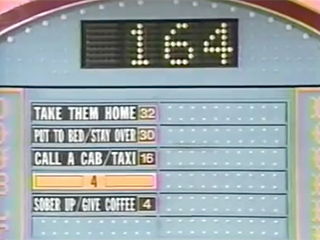 164
TAKE THEM HOME 32
PUT TO BED/STAY OVER 30
CALL A CAB/TAXI 16
4
SOBER UP/GIVE COFFEE 4